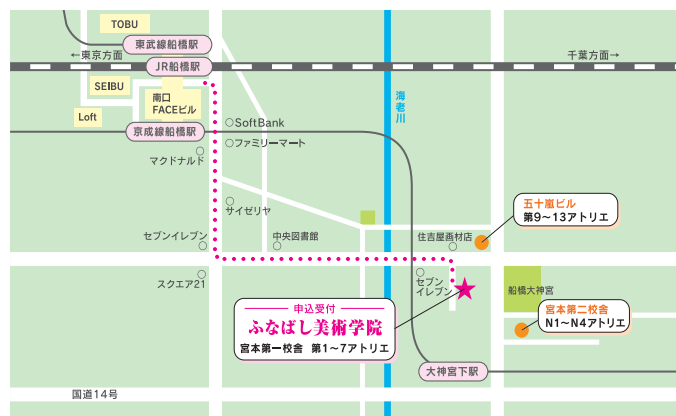 TOBU
東武線船橋駅
←東京方面
千葉方面→
JR船橋駅
SEIBU
南口
FACEビル
Loft
海老川
SoftBank
京成線船橋駅
ファミリーマート
マクドナルド
サイゼリヤ
五十嵐ビル
第9～13アトリエ
セブンイレブン
中央図書館
住吉屋画材店
スクエア21
セブン
イレブン
船橋大神宮
申込受付
ふなばし美術学院
宮本第一校舎 第1～7アトリエ
宮本第二校舎
N1～N4アトリエ
大神宮下駅
国道14号